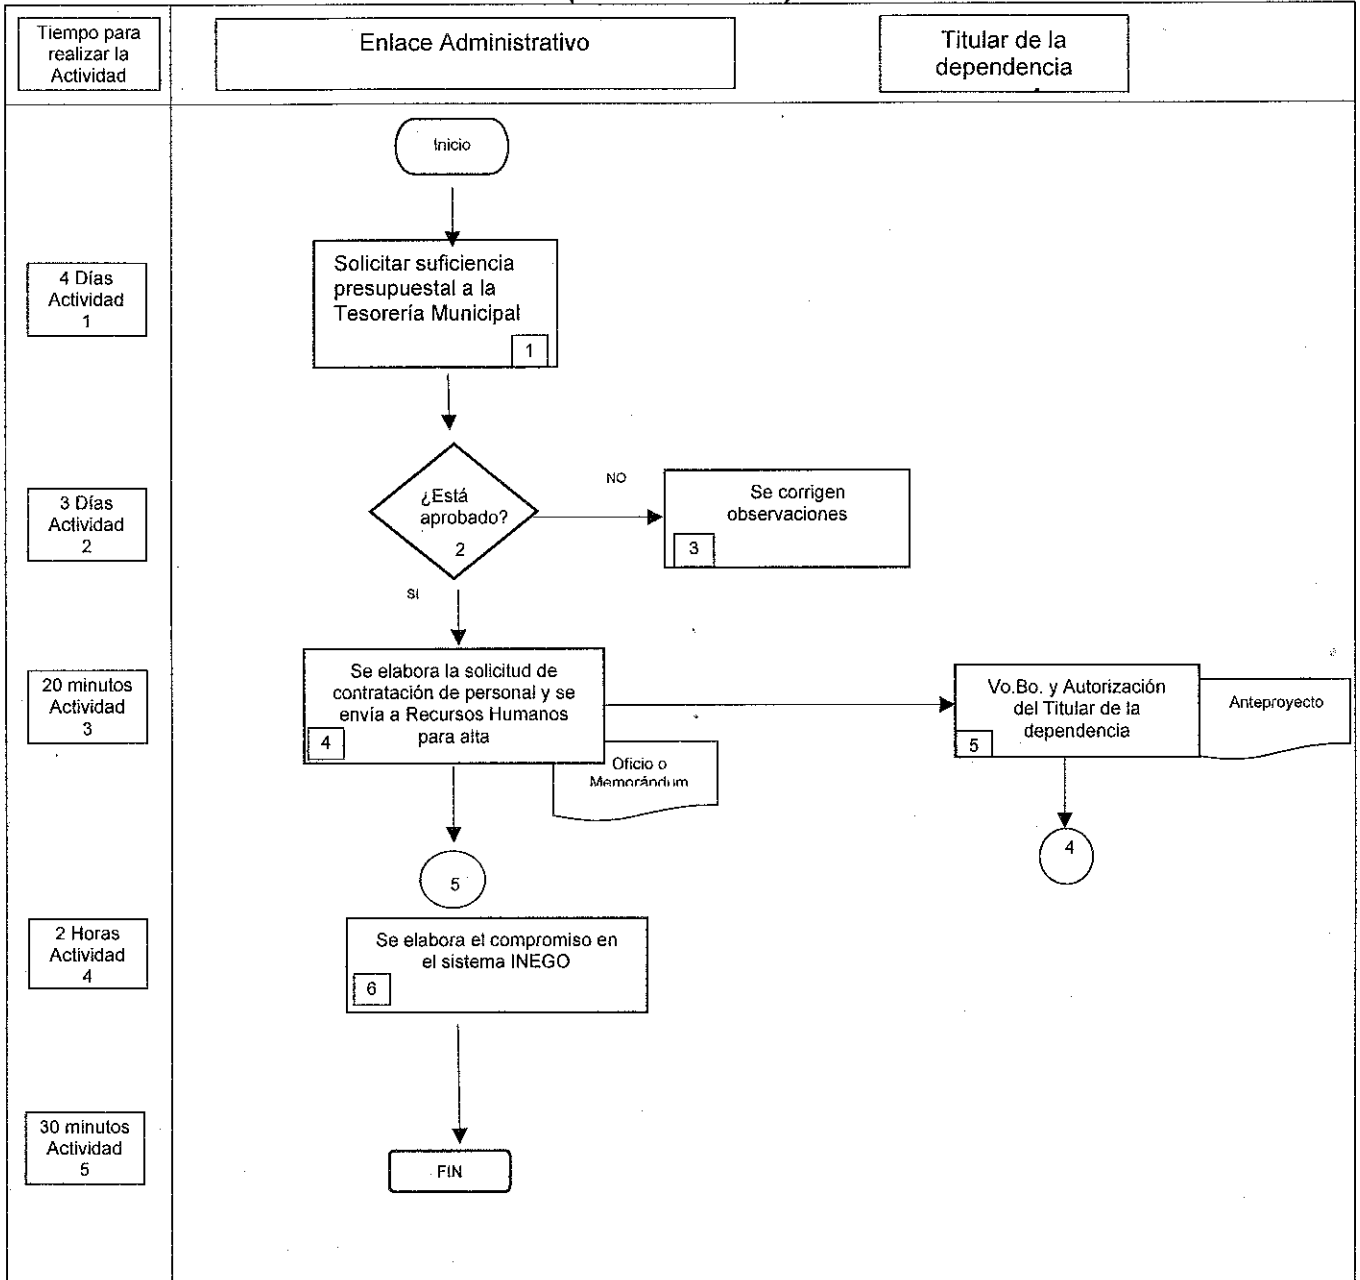 Tiempo para
realizar la
Actividad
Enlace Administrativo
Titular de la
dependencia
Inicio
4 Días
Actividad
1
Solicitar suficiencia
presupuestal a la
Tesorería Municipal
1
3 Días
Actividad
2
¿Está
aprobado?
2
NO
Se corrigen
observaciones
3
SI
20 minutos
Actividad
3
Se elabora la solicitud de
contratación de personal y se
envía a Recursos Humanos
para alta
4
Oficio o
Memorándum
Vo.Bo. y Autorización
del Titular de la
dependencia
5
Anteproyecto
5
4
2 Horas
Actividad
4
Se elabora el compromiso en
el sistema INEGO
6
30 minutos
Actividad
5
FIN